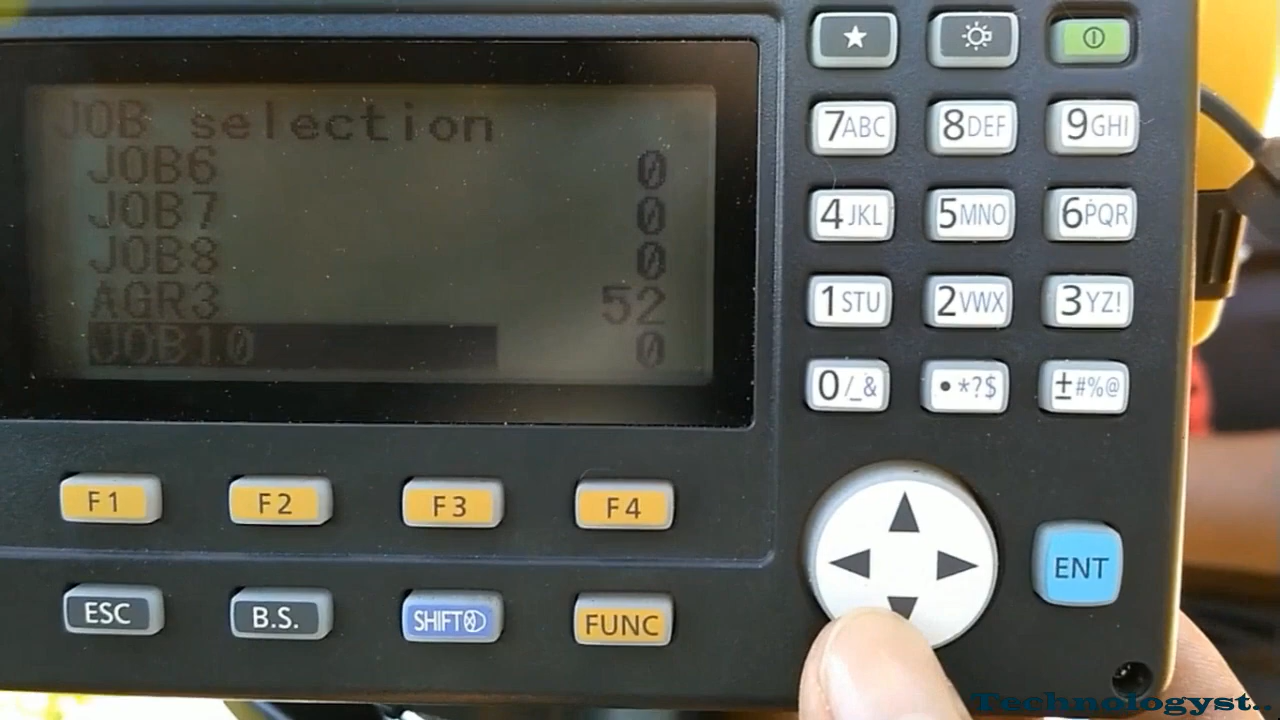 JOB selection
JOB6 0
JOB7 0
JOB8 0
AGR3 52
JOB10 0
★
7ABC 8DEF 9GHI
4JKL 5MNO 6PQR
1STU 2VWX 3YZ!
0/_& •*?$ ±#%@
F1 F2 F3 F4
ENT
ESC B.S. SHIFT FUNC
Technologyst..